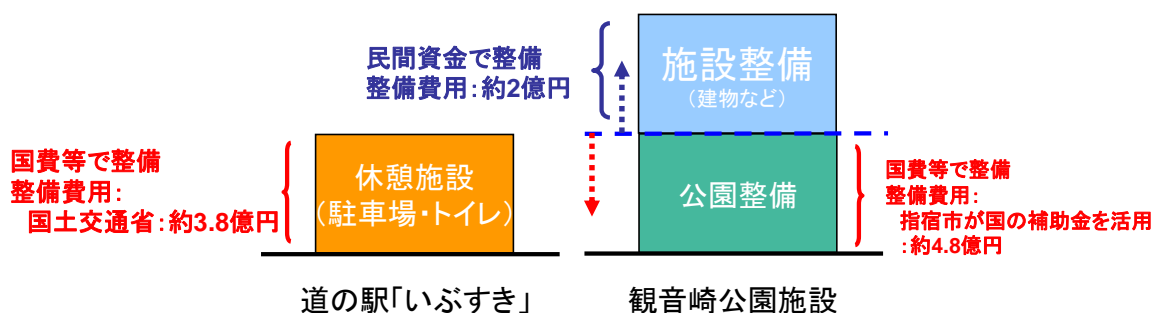 民間資金で整備
整備費用:約2億円
施設整備
(建物など)
国費等で整備
整備費用:
国土交通省:約3.8億円
休憩施設
(駐車場・トイレ)
公園整備
国費等で整備
整備費用:
指宿市が国の補助金を活用
:約4.8億円
道の駅「いぶすき」
観音崎公園施設